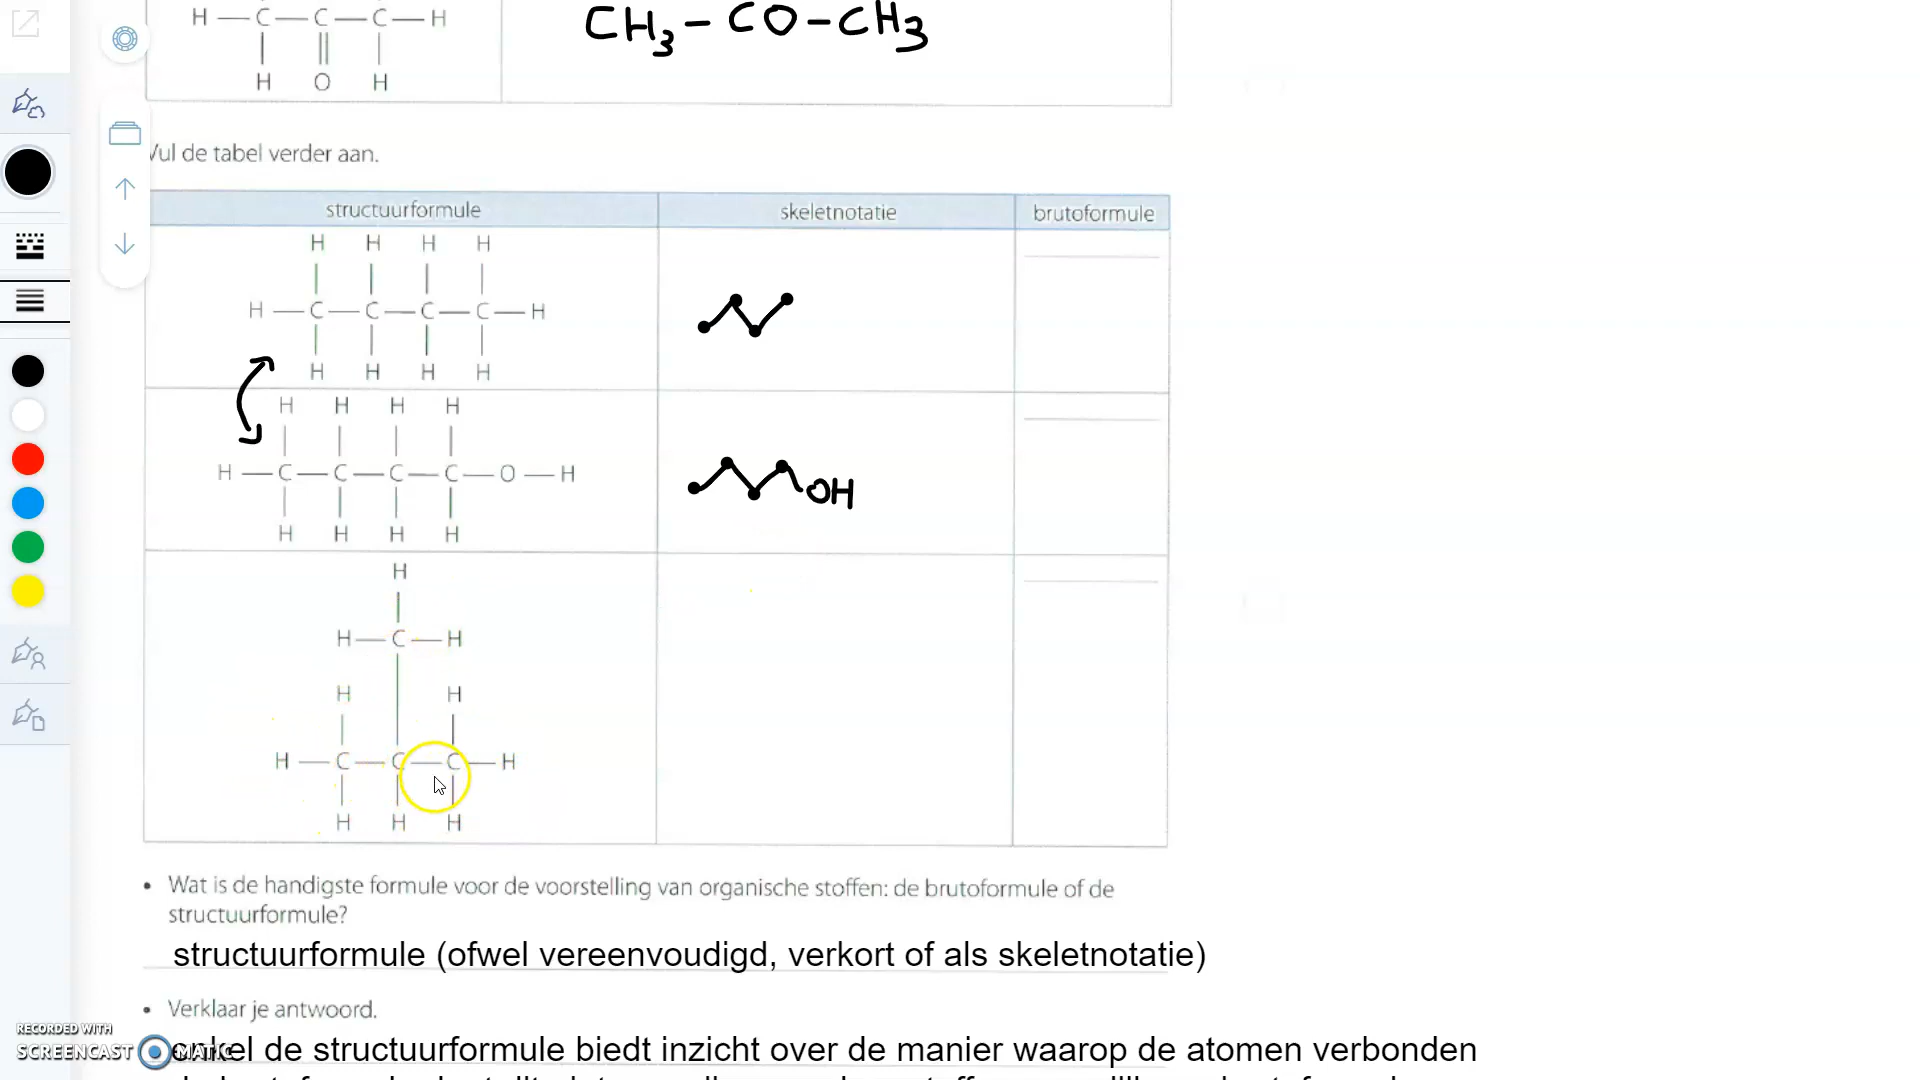 H — C — C — C — H
H O H
CH3 – CO – CH3
Vul de tabel verder aan.
structuurformule skeletnotatie brutoformule
H H H H
H — C — C — C — C — H
H H H H
H H H H
H — C — C — C — C — O — H
OH
H H H H
H
H — C — H
H H
H — C — C — C — H
H H H
• Wat is de handigste formule voor de voorstelling van organische stoffen: de brutoformule of de
structuurformule?
structuurformule (ofwel vereenvoudigd, verkort of als skeletnotatie)
• Verklaar je antwoord.
enkel de structuurformule biedt inzicht over de manier waarop de atomen verbonden
RECORDED WITH
SCREENCAST MATIC